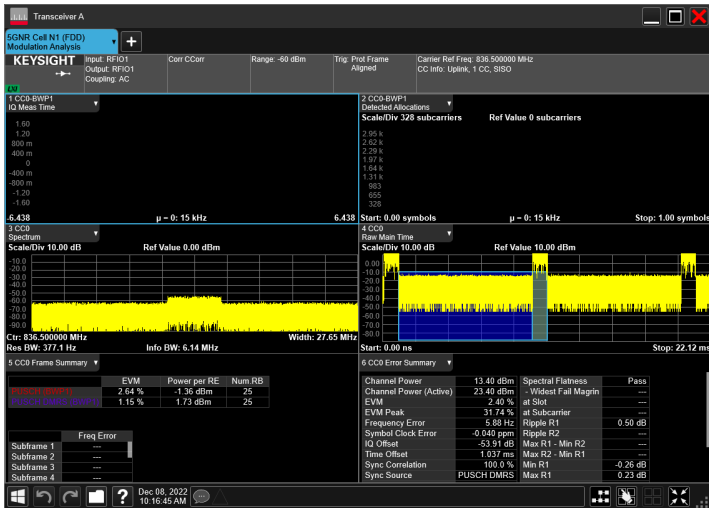 Transceiver A
5GNR Cell N1 (FDD)
Modulation Analysis
KEYSIGHT
Input: RFIO1
Output: RFIO1
Coupling: AC
Corr CCorr
Range: -60 dBm
Trig: Prot Frame
Aligned
Carrier Ref Freq: 836.500000 MHz
CC Info: Uplink, 1 CC, SISO
LXI
1 CC0-BWP1
IQ Meas Time
1.60
1.20
800 m
400 m
0
-400 m
-800 m
-1.20
-1.60
-6.438
μ = 0: 15 kHz
6.438
2 CC0-BWP1
Detected Allocations
Scale/Div 328 subcarriers
Ref Value 0 subcarriers
2.95 k
2.62 k
2.29 k
1.97 k
1.64 k
1.31 k
983
655
328
Start: 0.00 symbols
μ = 0: 15 kHz
Stop: 1.00 symbols
3 CC0
Spectrum
Scale/Div 10.00 dB
Ref Value 0.00 dBm
-10.0
-20.0
-30.0
-40.0
-50.0
-60.0
-70.0
-80.0
-90.0
Ctr: 836.500000 MHz
Width: 27.65 MHz
Res BW: 377.1 Hz
Info BW: 6.14 MHz
4 CC0
Raw Main Time
Scale/Div 10.00 dB
Ref Value 10.00 dBm
0.00
-10.0
-20.0
-30.0
-40.0
-50.0
-60.0
-70.0
-80.0
Start: 0.00 ns
Stop: 22.12 ms
5 CC0 Frame Summary
EVM Power per RE Num.RB
2.64 % -1.36 dBm 25
1.15 % 1.73 dBm 25
Freq Error
Subframe 1 ---
Subframe 2 ---
Subframe 3 ---
Subframe 4 ---
6 CC0 Error Summary
Channel Power 13.40 dBm Spectral Flatness Pass
Channel Power (Active) 23.40 dBm - Widest Fail Magrin ---
EVM 2.40 % at Slot ---
EVM Peak 31.74 % at Subcarrier ---
Frequency Error 5.88 Hz Ripple R1 0.50 dB
Symbol Clock Error -0.040 ppm Ripple R2 ---
IQ Offset -53.91 dB Max R1 - Min R2 ---
Time Offset 1.037 ms Max R2 - Min R1 ---
Sync Correlation 100.0 % Min R1 -0.26 dB
Sync Source PUSCH DMRS Max R1 0.23 dB
?
Dec 08, 2022
10:16:45 AM